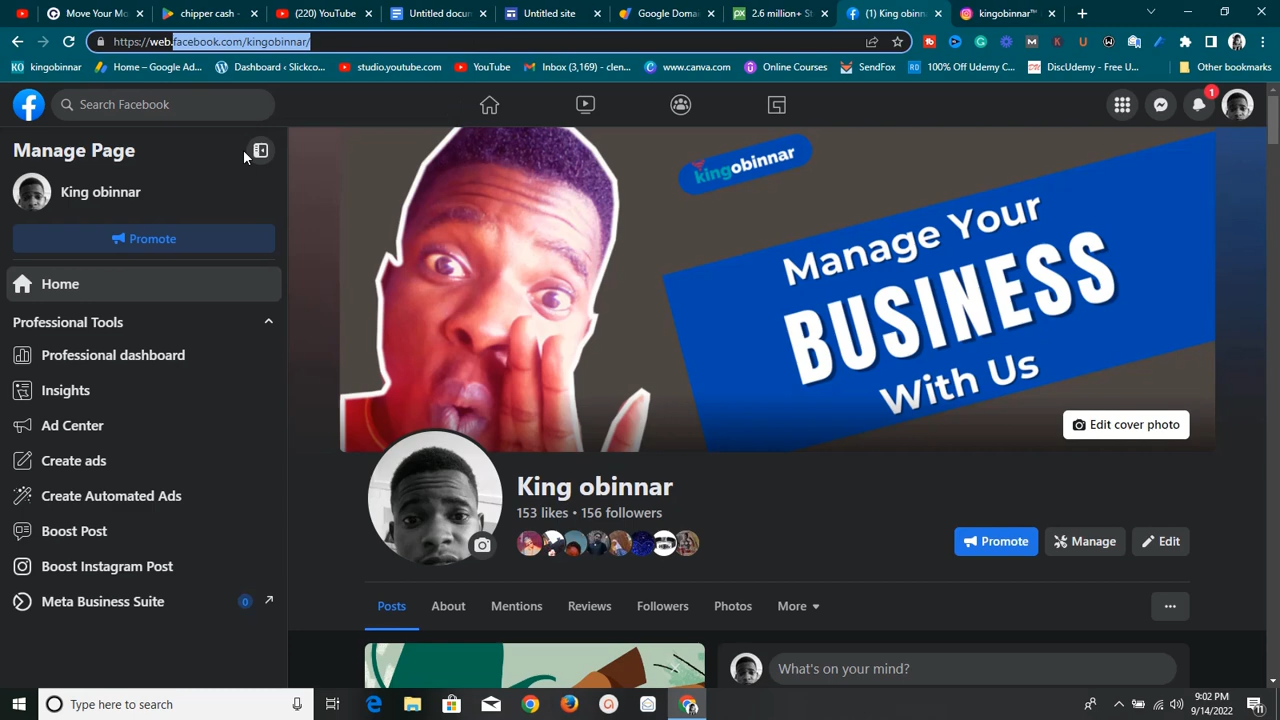 Move Your Mo
chipper cash -
(220) YouTube
Untitled docu
Untitled site
Google Doma
2.6 million+ S
(1) King obinn
kingobinnar™
https://web.facebook.com/kingobinnar/
kingobinnar
Home – Google Ad...
Dashboard ‹ Slickco...
studio.youtube.com
YouTube
Inbox (3,169) - clen...
www.canva.com
Online Courses
SendFox
100% Off Udemy C...
DiscUdemy - Free U...
Other bookmarks
Search Facebook
1
Manage Page
King obinnar
Promote
Home
Professional Tools
Professional dashboard
Insights
Ad Center
Create ads
Create Automated Ads
Boost Post
Boost Instagram Post
Meta Business Suite
0
kingobinnar
Manage Your
BUSINESS
With Us
Edit cover photo
King obinnar
153 likes • 156 followers
Promote
Manage
Edit
Posts
About
Mentions
Reviews
Followers
Photos
More
What's on your mind?
Type here to search
9:02 PM
9/14/2022